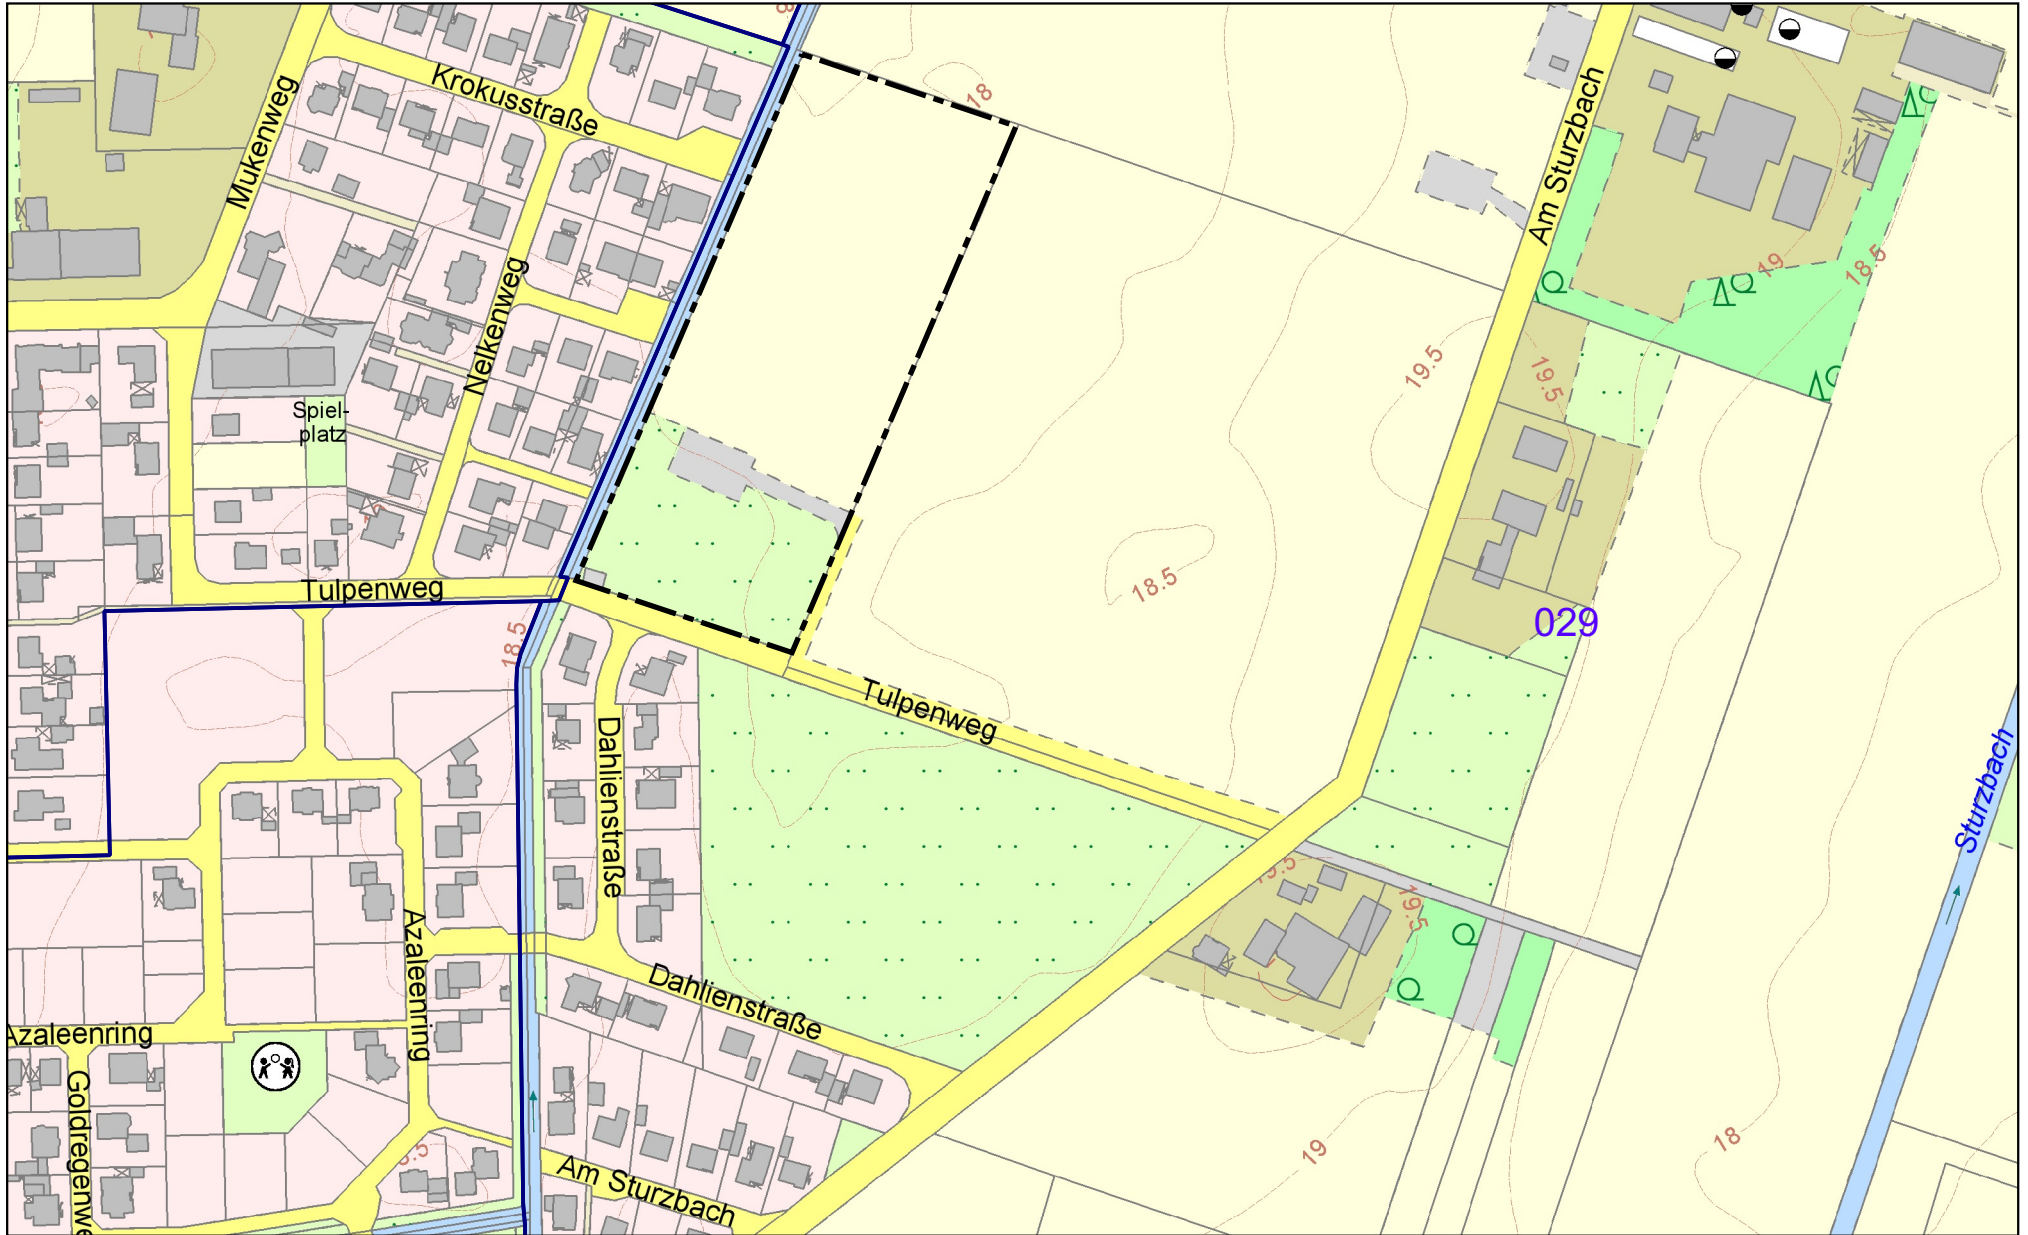 Krokusstraße
18
Mukenweg
Am Sturzbach
19
18.5
Nelkenweg
19.5
19.5
Spiel-
platz
Tulpenweg
18.5
18.5
029
Tulpenweg
Dahlienstraße
Sturzbach
19.5
Azaleenring
Dahlienstraße
Azaleenring
Goldregenwe
19
18
Am Sturzbach